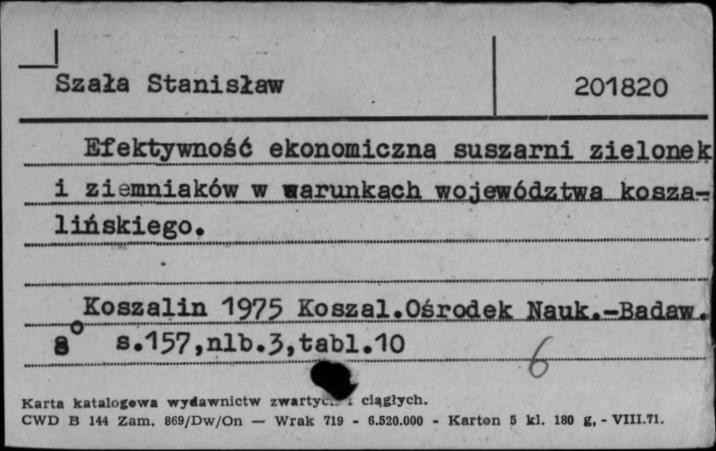 Szała Stanisław
201820
Efektywność ekonomiczna suszarni zielonek
i ziemniaków w warunkach województwa kosza-
lińskiego.
Koszalin 1975 Koszal.Ośrodek Nauk.-Badaw.
8° s.157,nlb.3,tabl.10
6
Karta katalogowa wydawnictw zwartych i ciągłych.
CWD B 144 Zam. 869/Dw/On — Wrak 719 - 6.520.000 - Karton 5 kl. 180 g, - VIII.71.